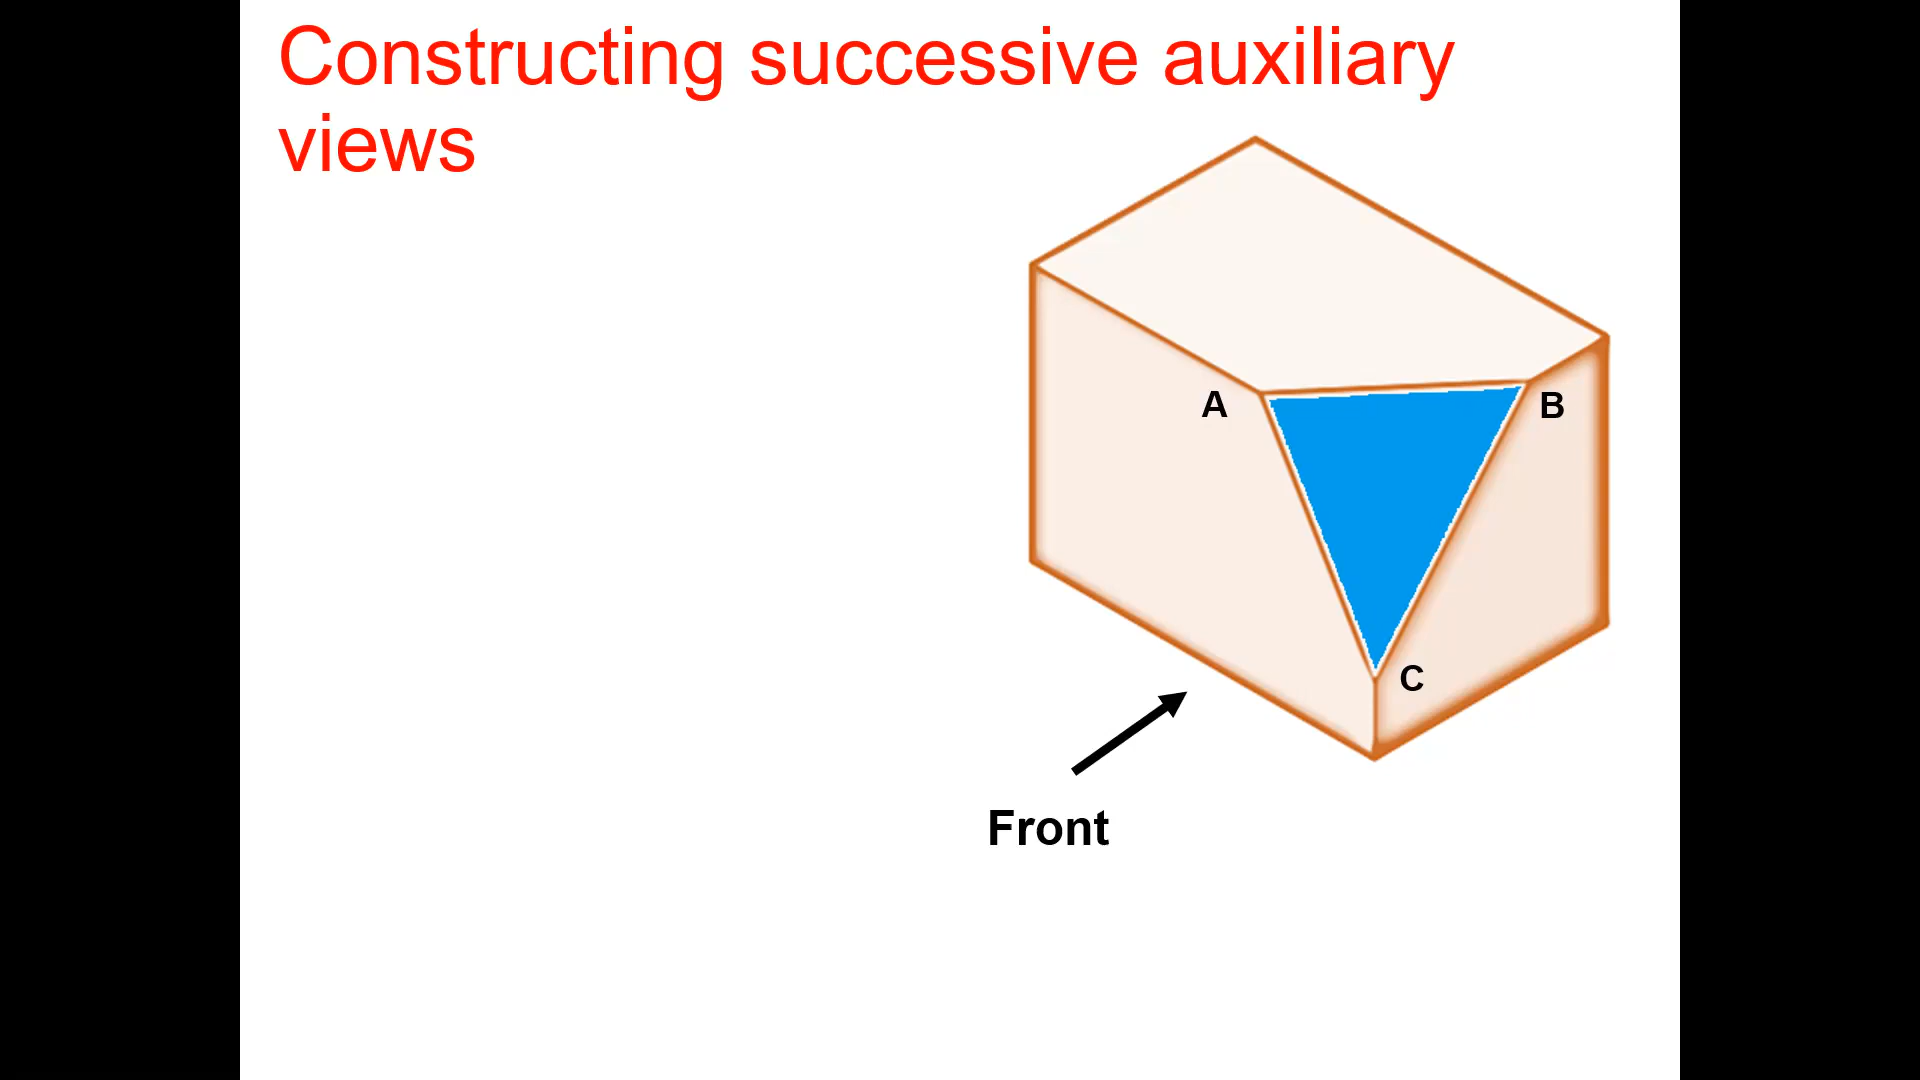 Constructing successive auxiliary
views
A
B
C
Front